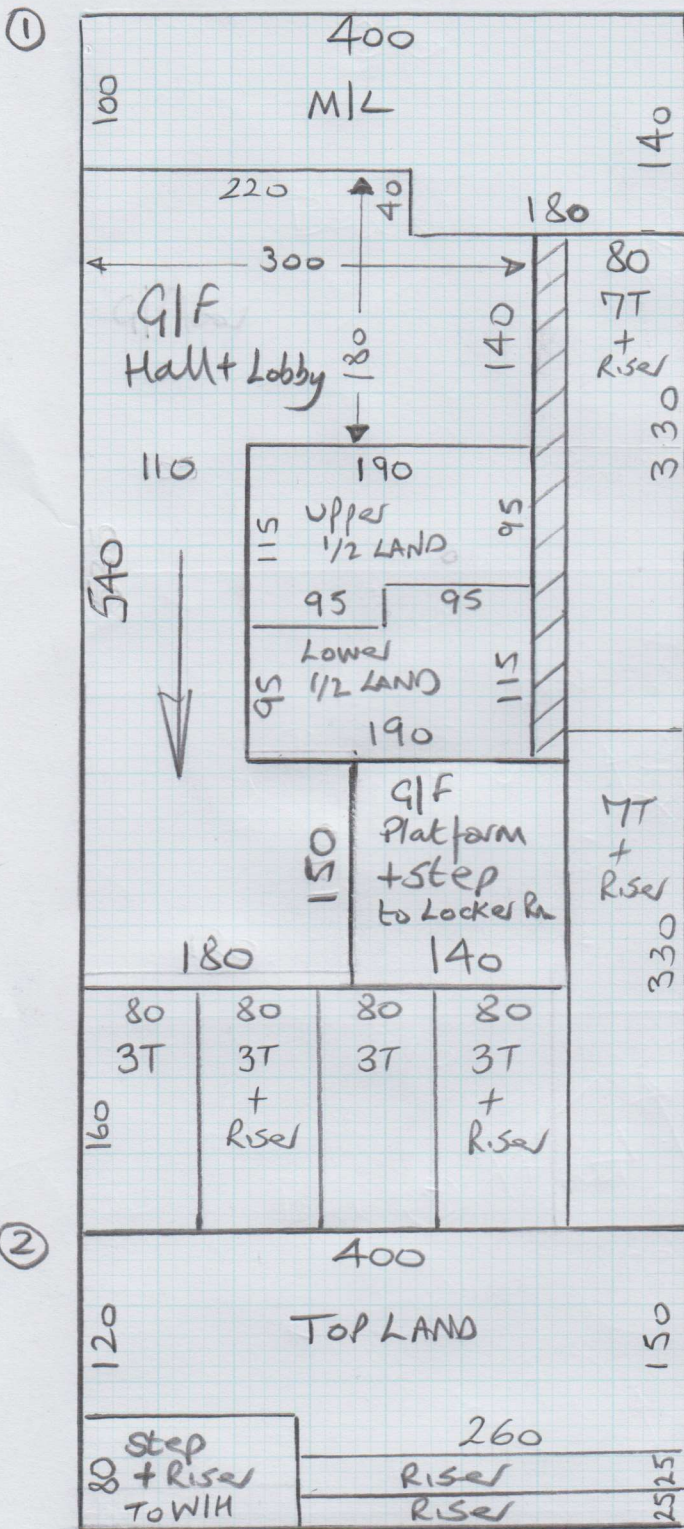 ①
400
100
M/L
140
220
40
180
300
80
7T
+
Riser
330
G/F
Hall + Lobby
180
140
110
190
115
Upper
1/2 LAND
95
540
95
95
Lower
1/2 LAND
95
115
190
G/F
Platform
+ Step
to Locker Rm
150
7T
+
Riser
330
180
140
80
80
80
80
3T
3T
+
Riser
3T
3T
+
Riser
160
②
400
120
TOP LAND
150
80
Step
+ Riser
To W/H
260
Riser
25
Riser
25